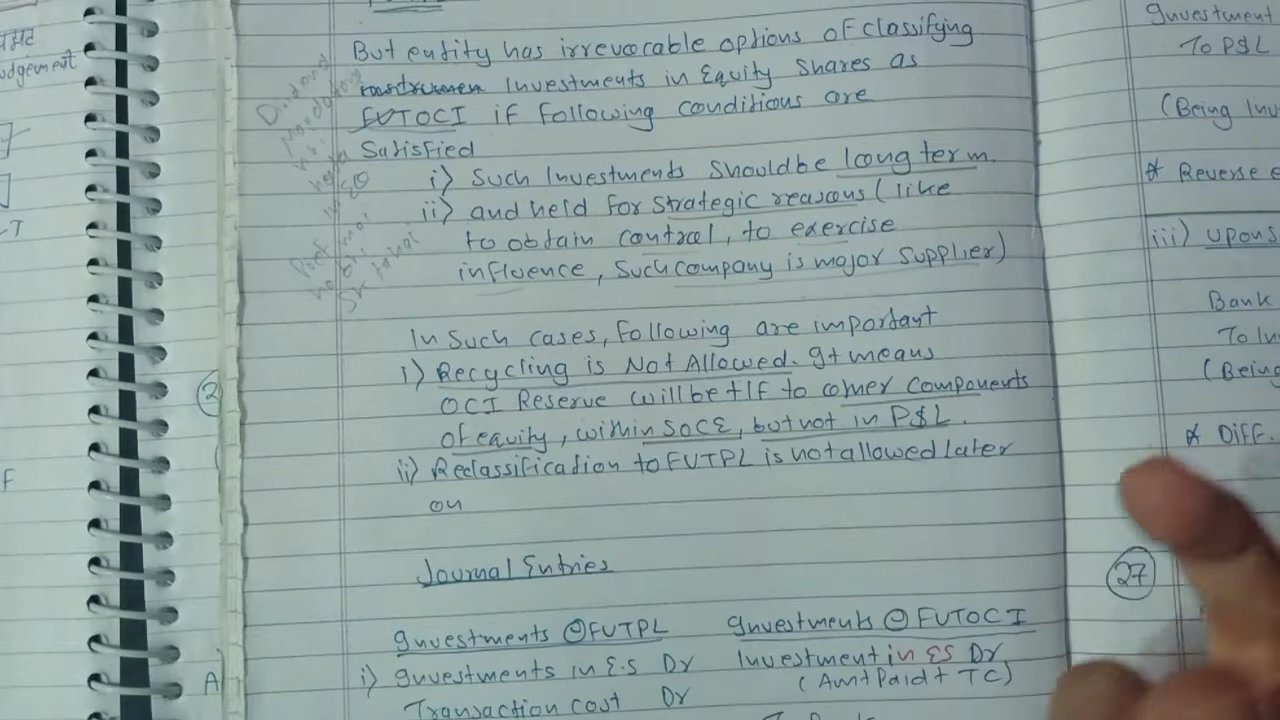 But entity has irrevocable options of classifying
Investments in Equity Shares as
FVTOCI if following conditions are
Satisfied
i) Such Investments should be long term.
ii) and held for strategic reasons (like
to obtain control, to exercise
influence, such company is major supplier)
In such cases, following are important
i) Recycling is Not Allowed. It means
OCI Reserve will be t/f to other components
of equity, within SOCE, but not in P$L.
ii) Reclassification to FVTPL is not allowed later
on
Journal Entries
Investments @ FVTPL
i) Investments in E.S Dr
Transaction cost Dr
Investments @ FVTOCI
Investment in ES Dr
(Amt Paid + TC)
Investment
To P$L
(Being Inv
* Reverse e
iii) Upon S
Bank
To In
(Being
* Diff.
27